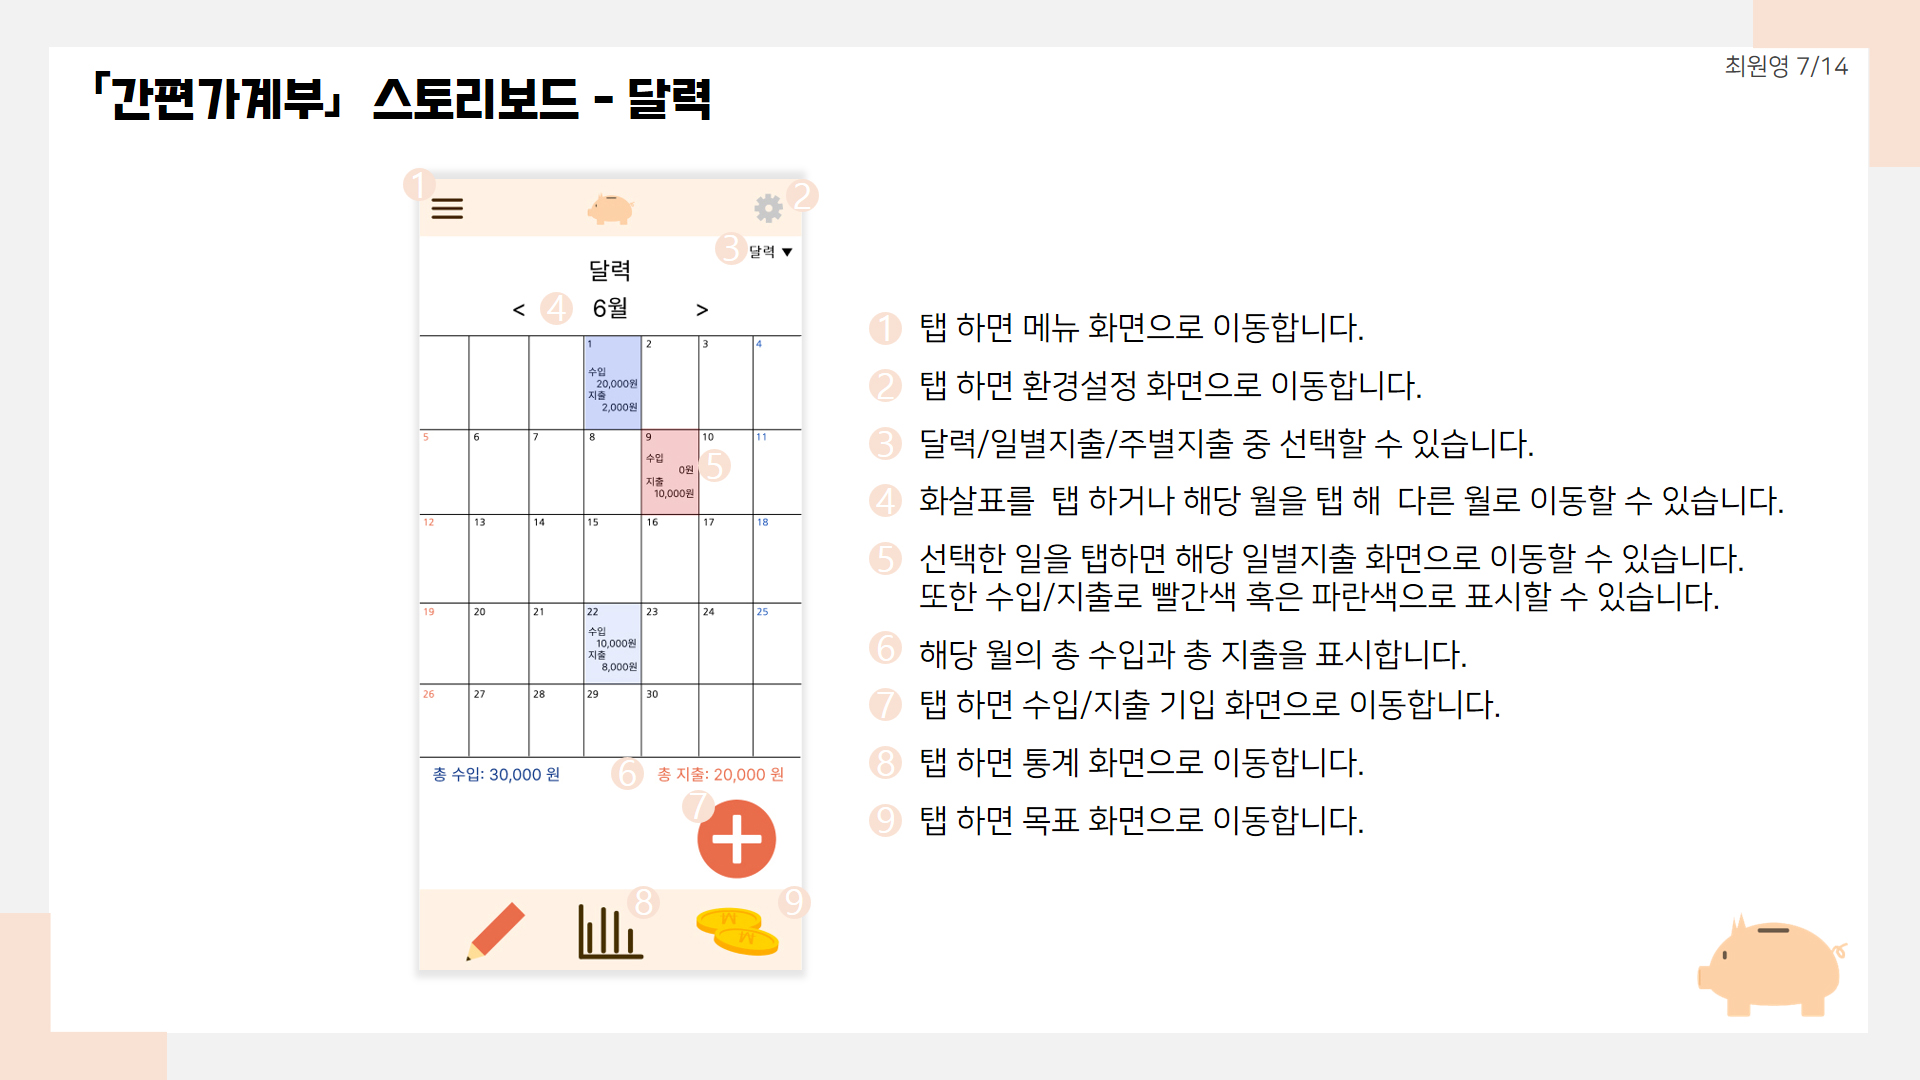 「간편가계부」 스토리보드 - 달력
최원영 7/14
1
2
3 달력 ▼
달력
< 4 6월 >
1 2 3 4
수입
20,000원
지출
2,000원
5 6 7 8 9 10 11
수입
0원
지출
10,000원
5
12 13 14 15 16 17 18
19 20 21 22 23 24 25
수입
10,000원
지출
8,000원
26 27 28 29 30
총 수입: 30,000 원 6 총 지출: 20,000 원
7
8
9
M
M
1 탭 하면 메뉴 화면으로 이동합니다.
2 탭 하면 환경설정 화면으로 이동합니다.
3 달력/일별지출/주별지출 중 선택할 수 있습니다.
4 화살표를 탭 하거나 해당 월을 탭 해 다른 월로 이동할 수 있습니다.
5 선택한 일을 탭하면 해당 일별지출 화면으로 이동할 수 있습니다.
또한 수입/지출로 빨간색 혹은 파란색으로 표시할 수 있습니다.
6 해당 월의 총 수입과 총 지출을 표시합니다.
7 탭 하면 수입/지출 기입 화면으로 이동합니다.
8 탭 하면 통계 화면으로 이동합니다.
9 탭 하면 목표 화면으로 이동합니다.